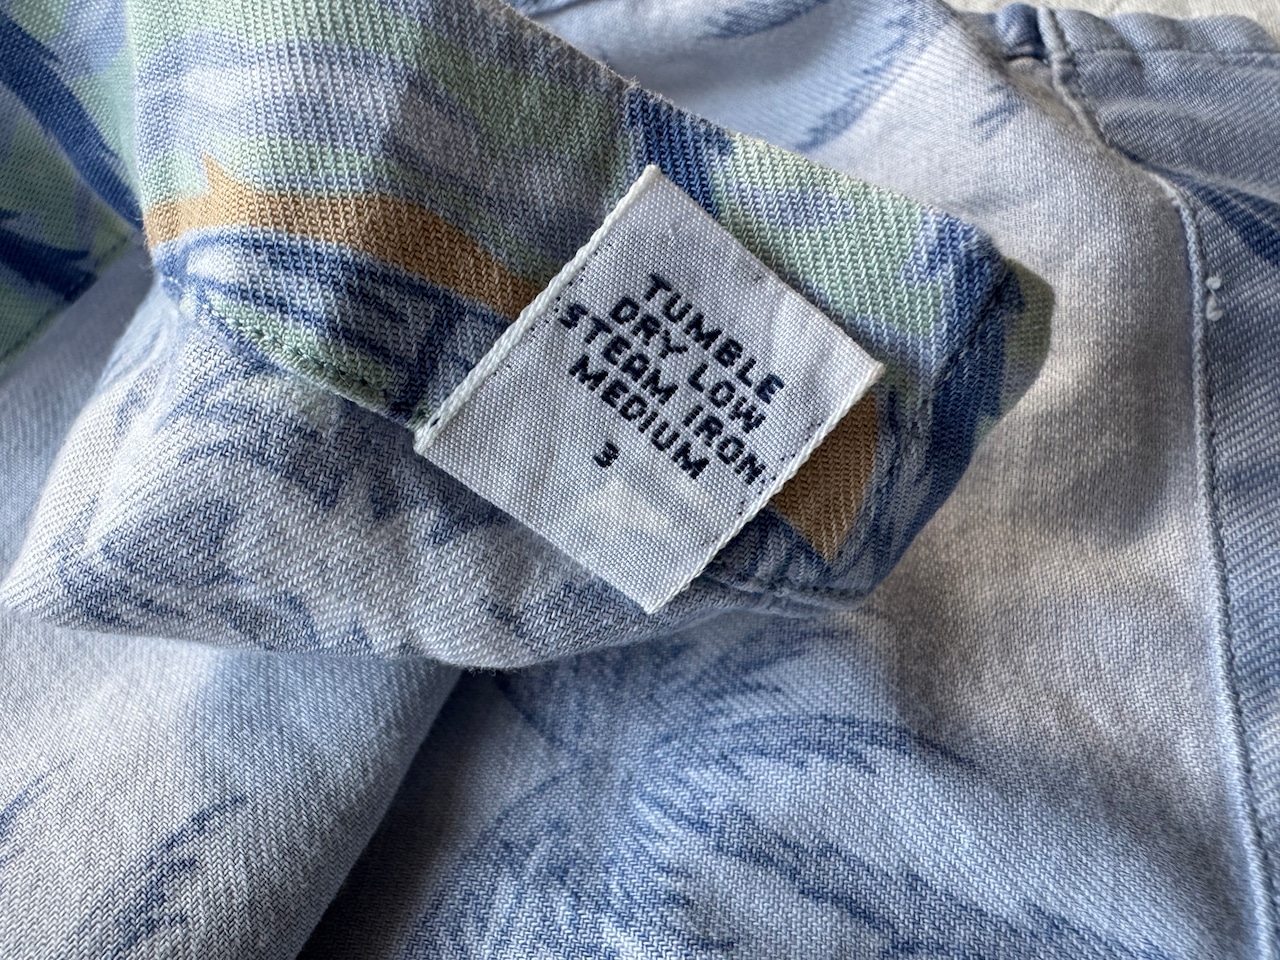 TUMBLE
DRY LOW
STEAM IRON
MEDIUM
3